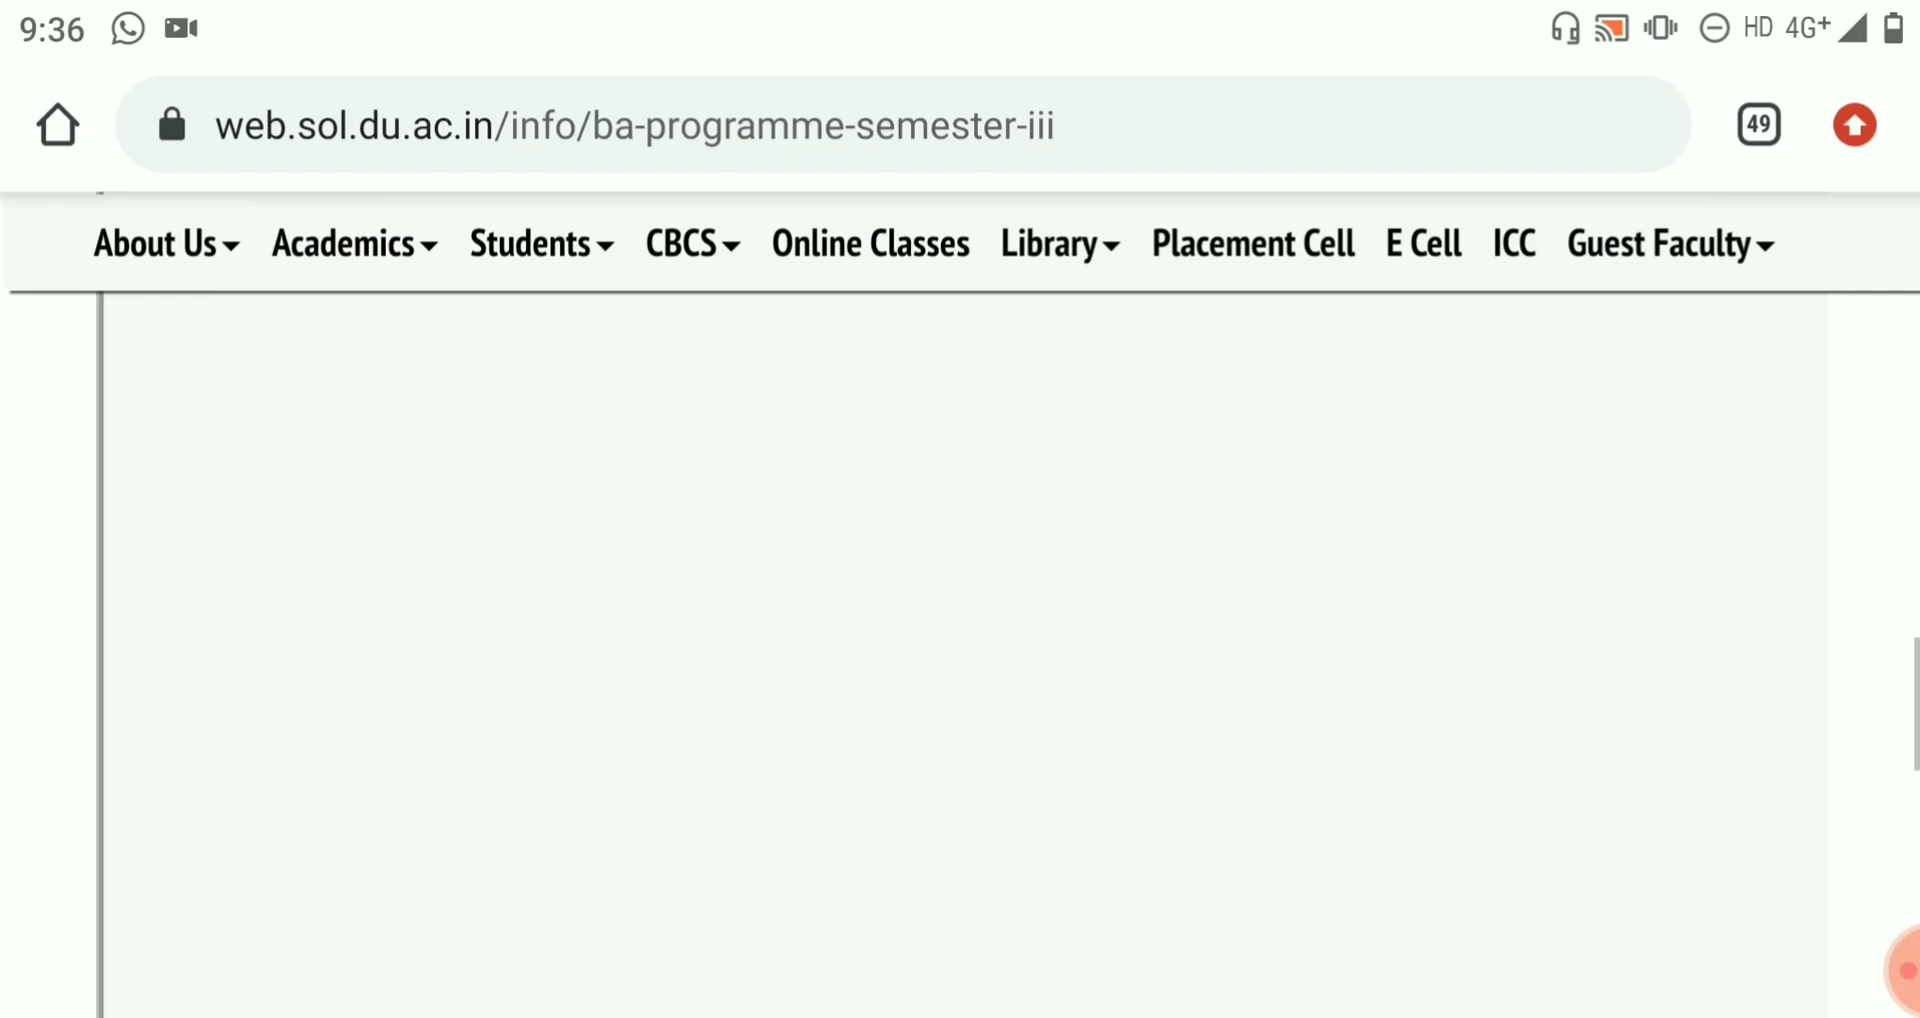 9:36 HD 4G+
web.sol.du.ac.in/info/ba-programme-semester-iii 49
About Us Academics Students CBCS Online Classes Library Placement Cell E Cell ICC Guest Faculty